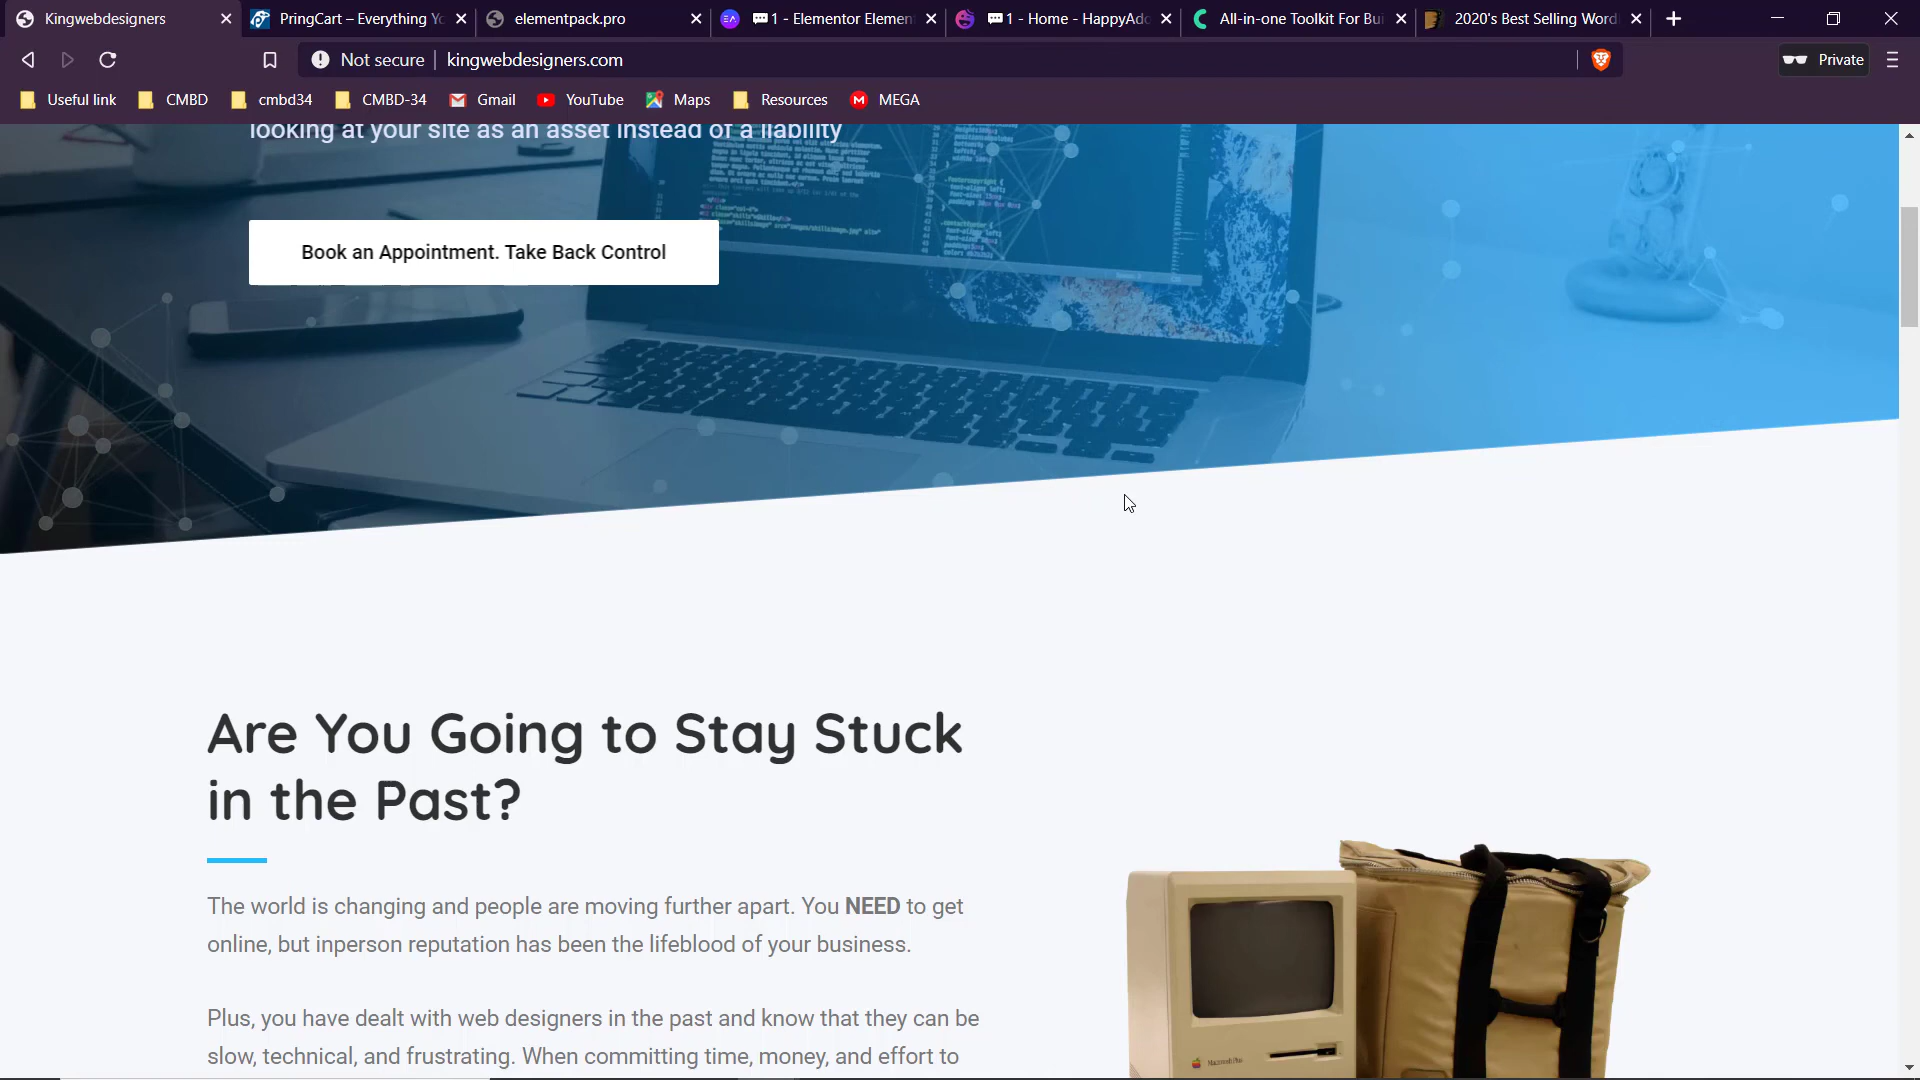 Kingwebdesigners
PringCart – Everything Yo
elementpack.pro
1 - Elementor Element
1 - Home - HappyAdd
All-in-one Toolkit For Bui
2020's Best Selling Word
Not secure
kingwebdesigners.com
Private
Useful link
CMBD
cmbd34
CMBD-34
Gmail
YouTube
Maps
Resources
MEGA
looking at your site as an asset instead of a liability
Book an Appointment. Take Back Control
Are You Going to Stay Stuck
in the Past?
The world is changing and people are moving further apart. You NEED to get
online, but inperson reputation has been the lifeblood of your business.
Plus, you have dealt with web designers in the past and know that they can be
slow, technical, and frustrating. When committing time, money, and effort to
Macintosh Plus